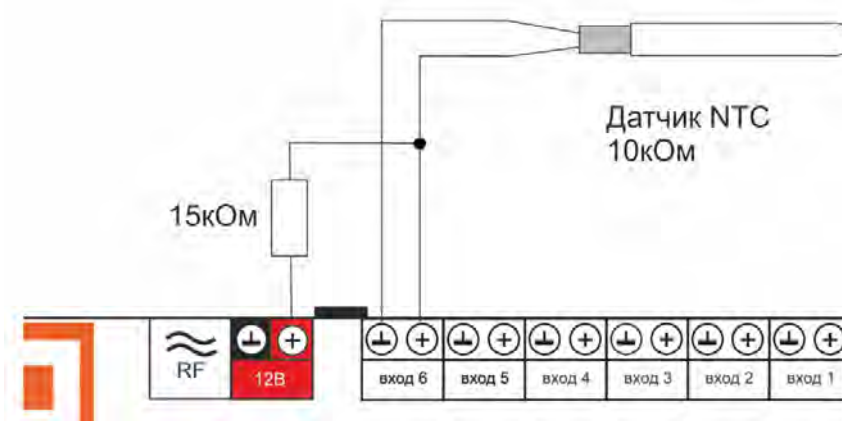 Датчик NTC
10кОм
15кОм
RF
12В
вход 6
вход 5
вход 4
вход 3
вход 2
вход 1